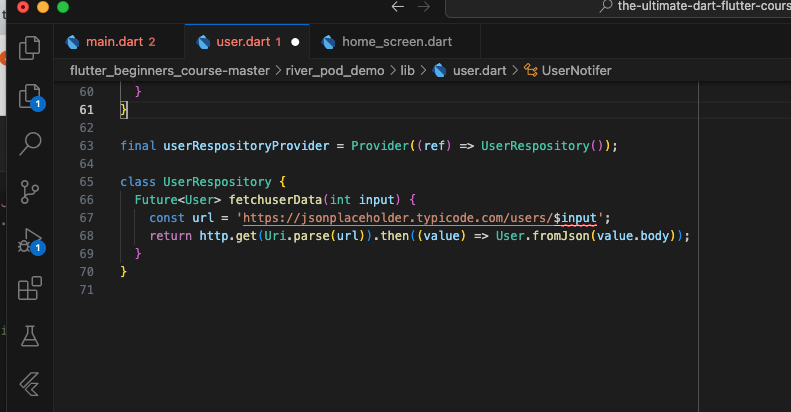 the-ultimate-dart-flutter-cours
main.dart 2 user.dart 1 home_screen.dart
flutter_beginners_course-master > river_pod_demo > lib > user.dart > UserNotifer
60 }
61 }
62
63 final userRespositoryProvider = Provider((ref) => UserRespository());
64
65 class UserRespository {
66 Future<User> fetchuserData(int input) {
67 const url = 'https://jsonplaceholder.typicode.com/users/$input';
68 return http.get(Uri.parse(url)).then((value) => User.fromJson(value.body));
69 }
70 }
71
1
1